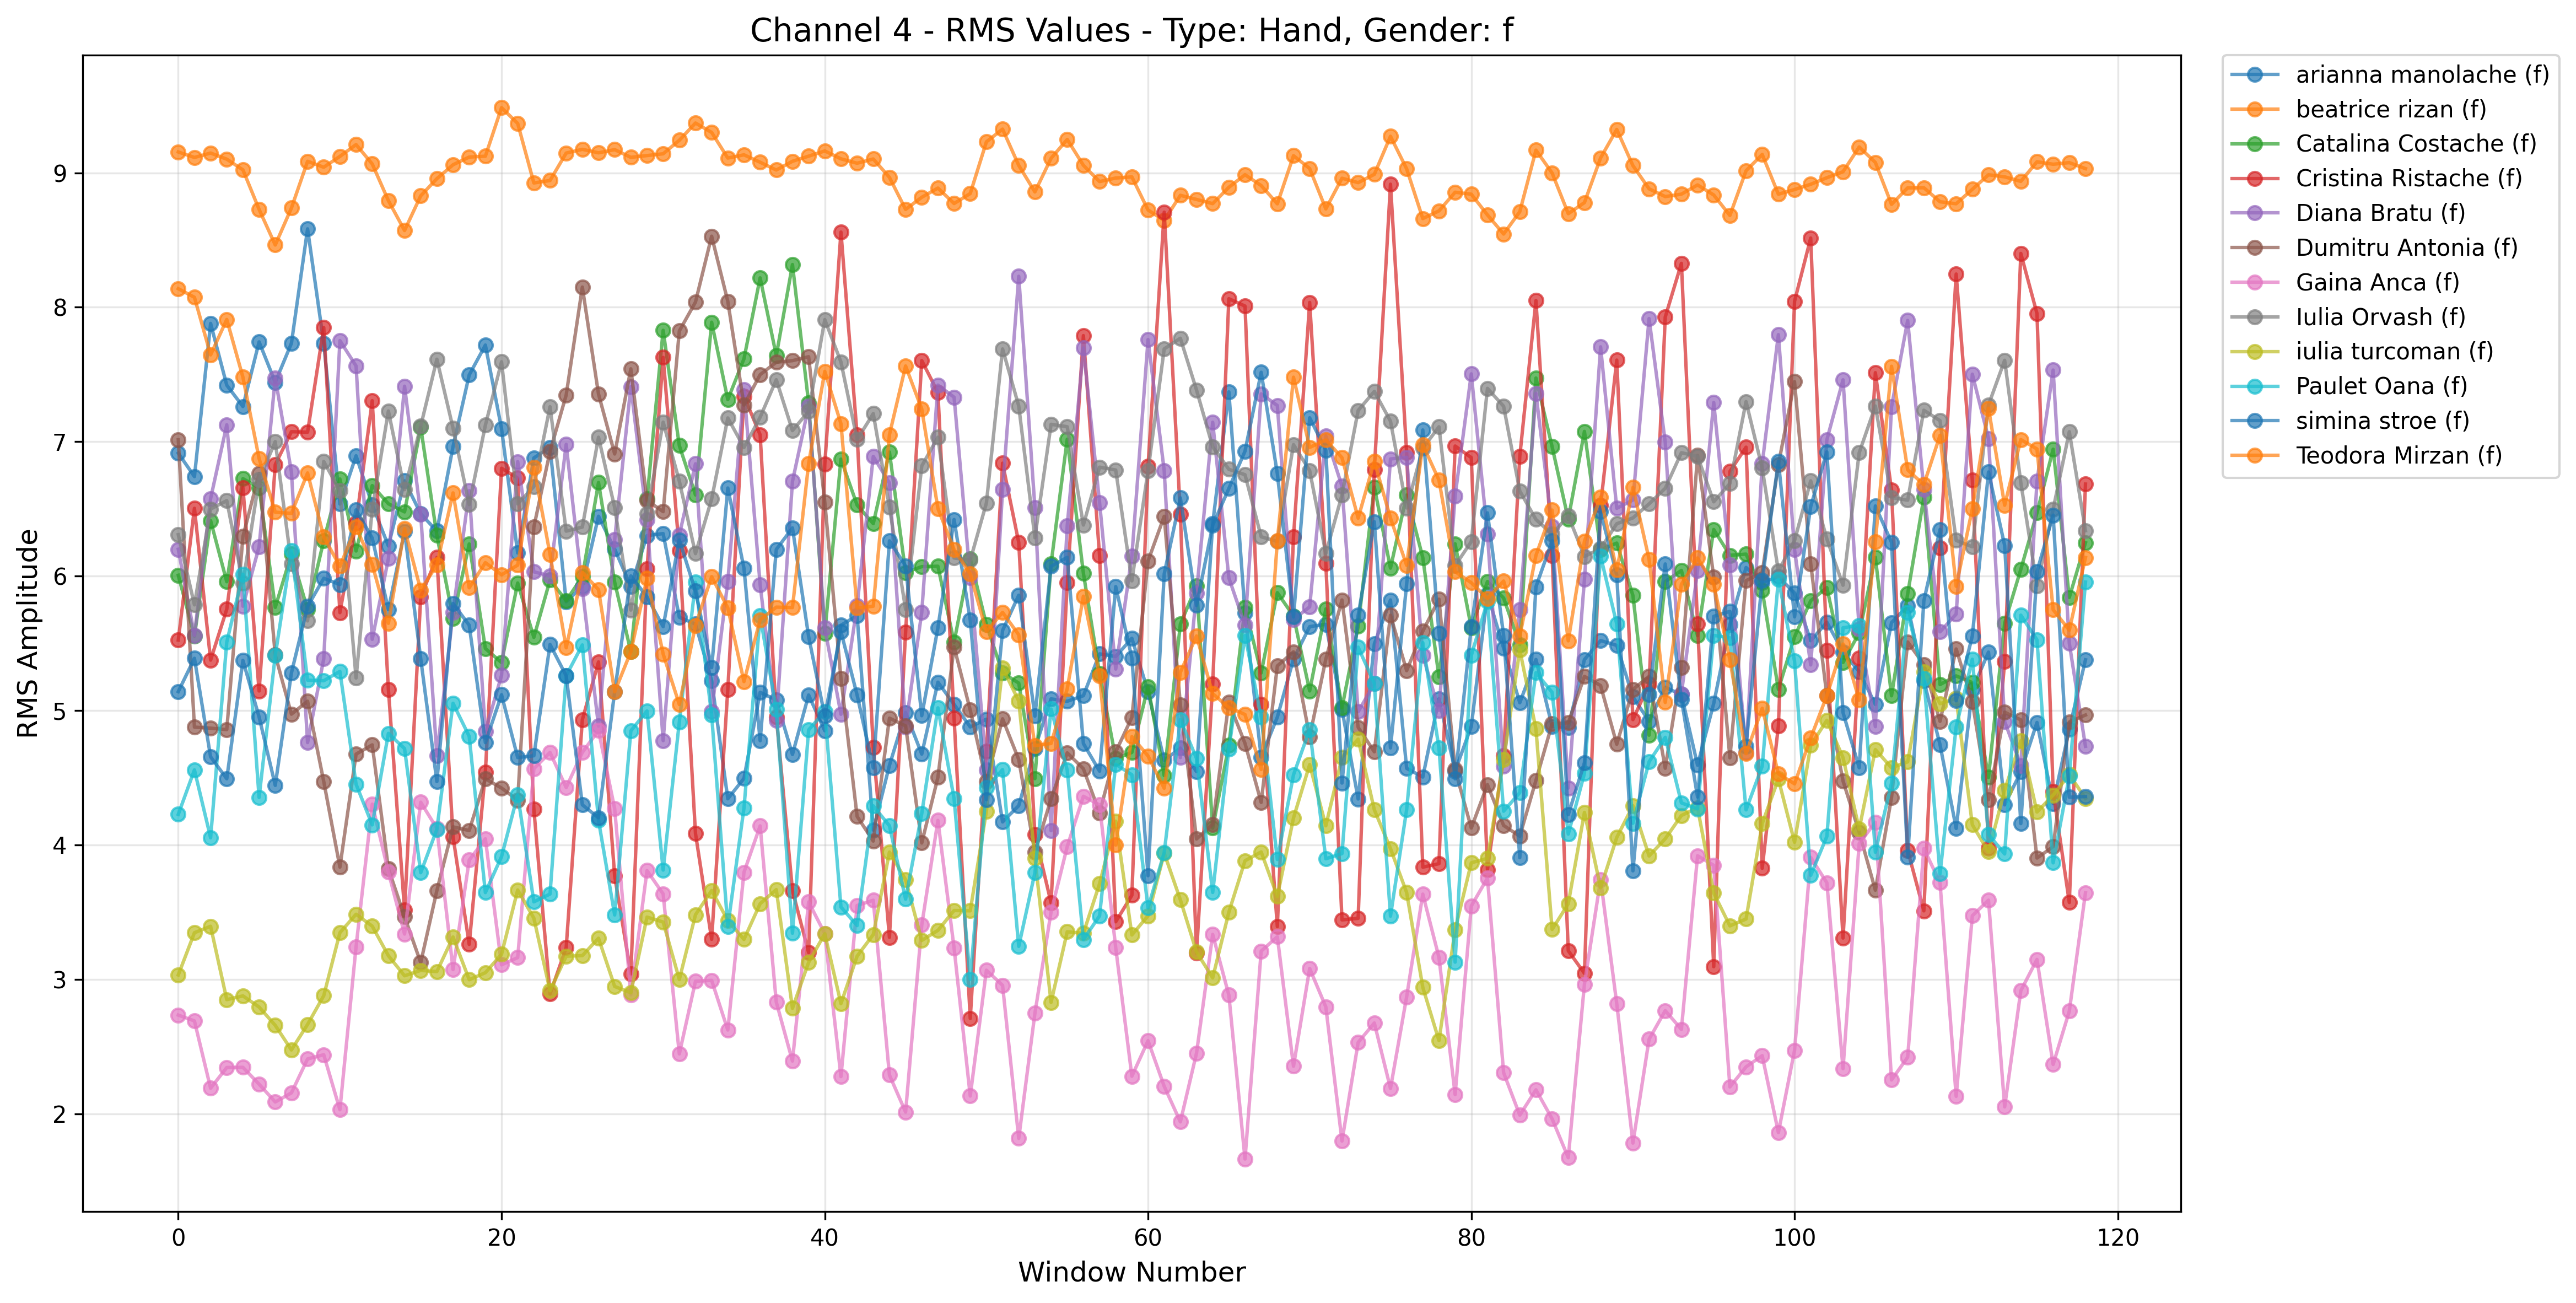 Channel 4 - RMS Values - Type: Hand, Gender: f
RMS Amplitude
9
8
7
6
5
4
3
2
0
20
40
60
80
100
120
Window Number
arianna manolache (f)
beatrice rizan (f)
Catalina Costache (f)
Cristina Ristache (f)
Diana Bratu (f)
Dumitru Antonia (f)
Gaina Anca (f)
Iulia Orvash (f)
iulia turcoman (f)
Paulet Oana (f)
simina stroe (f)
Teodora Mirzan (f)